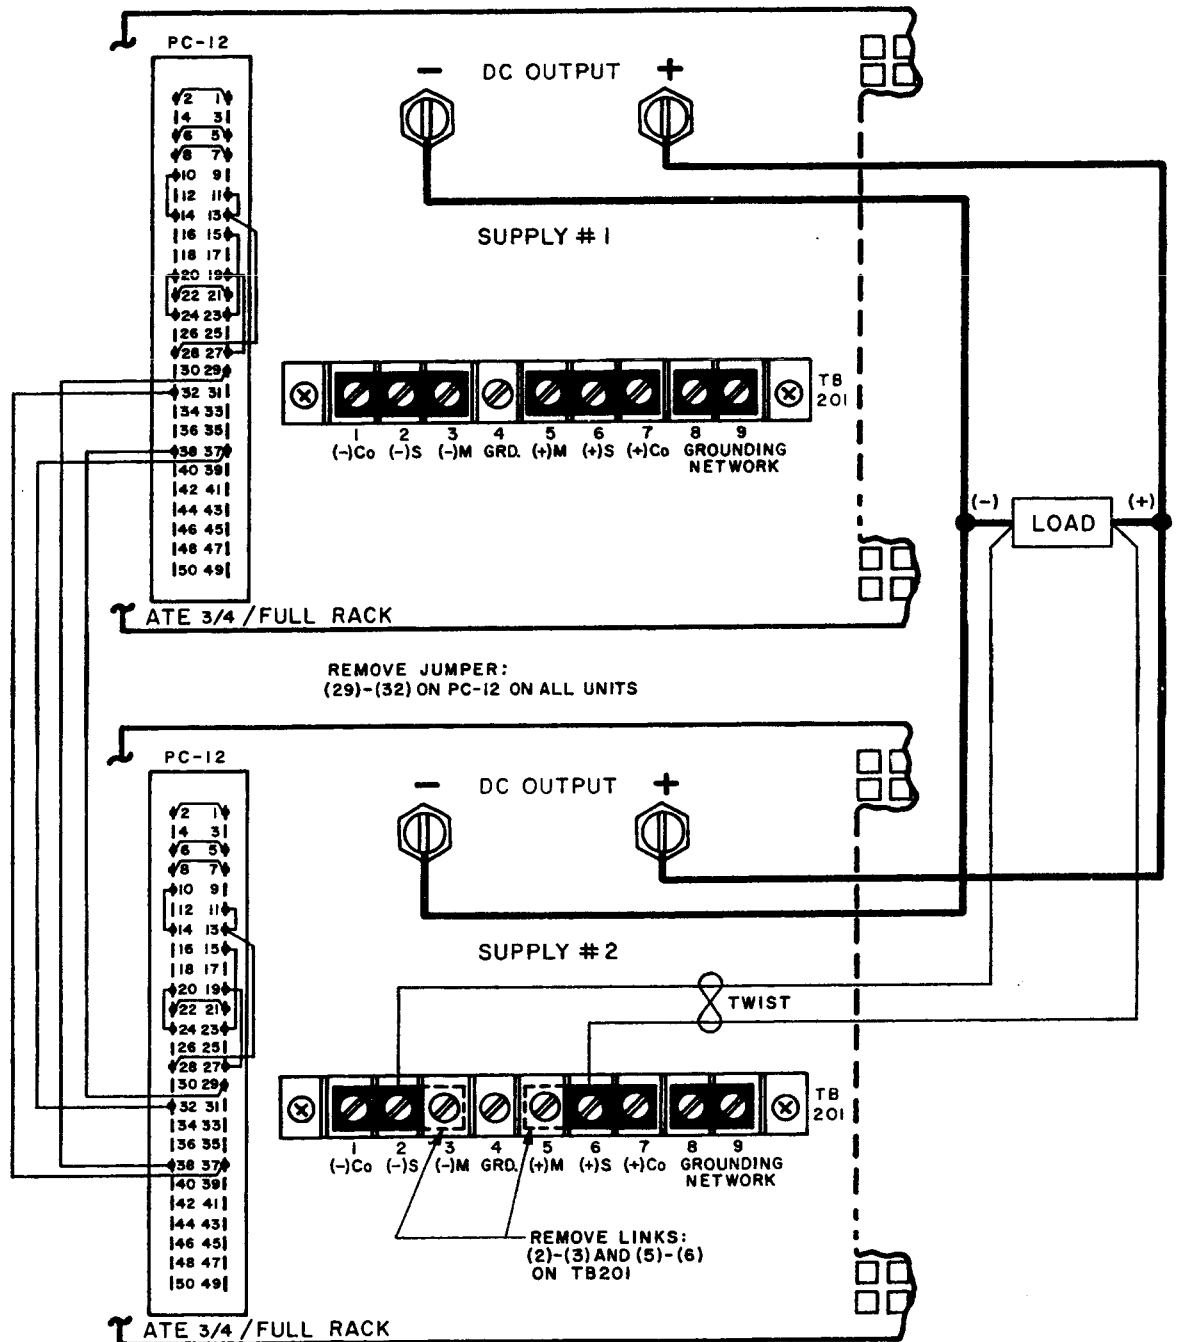 PC-12
− DC OUTPUT +
2 1
4 3
6 5
8 7
10 9
12 11
14 13
16 15
18 17
20 19
22 21
24 23
26 25
28 27
30 29
32 31
34 33
36 35
38 37
40 39
42 41
44 43
46 45
48 47
50 49
SUPPLY #1
TB
201
1 2 3 4 5 6 7 8 9
(-)Co (-)S (-)M GRD. (+)M (+)S (+)Co GROUNDING
NETWORK
(-) LOAD (+)
ATE 3/4 / FULL RACK
REMOVE JUMPER:
(29)-(32) ON PC-12 ON ALL UNITS
PC-12
− DC OUTPUT +
2 1
4 3
6 5
8 7
10 9
12 11
14 13
16 15
18 17
20 19
22 21
24 23
26 25
28 27
30 29
32 31
34 33
36 35
38 37
40 39
42 41
44 43
46 45
48 47
50 49
SUPPLY #2
TWIST
TB
201
1 2 3 4 5 6 7 8 9
(-)Co (-)S (-)M GRD. (+)M (+)S (+)Co GROUNDING
NETWORK
REMOVE LINKS:
(2)-(3) AND (5)-(6)
ON TB201
ATE 3/4 / FULL RACK